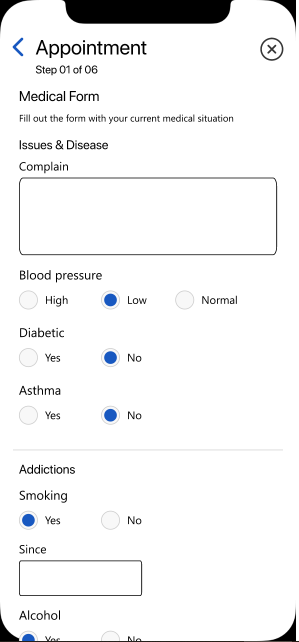 Appointment
Step 01 of 06
Medical Form
Fill out the form with your current medical situation
Issues & Disease
Complain
Blood pressure
High Low Normal
Diabetic
Yes No
Asthma
Yes No
Addictions
Smoking
Yes No
Since
Alcohol
Yes No